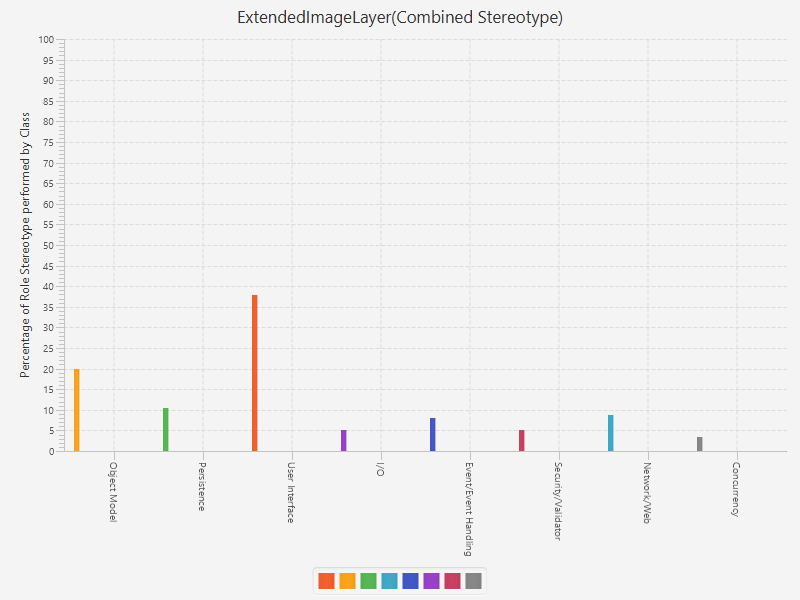 ExtendedImageLayer(Combined Stereotype)
Percentage of Role Stereotype performed by Class
100
95
90
85
80
75
70
65
60
55
50
45
40
35
30
25
20
15
10
5
0
Object Model
Persistence
User Interface
I/O
Event/Event Handling
Security/Validator
Network/Web
Concurrency